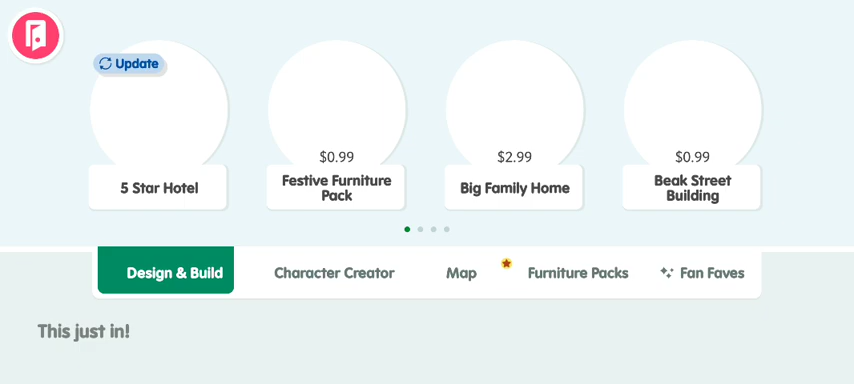 Update
$0.99
$2.99
$0.99
5 Star Hotel
Festive Furniture
Pack
Big Family Home
Beak Street
Building
Design & Build
Character Creator
Map
Furniture Packs
Fan Faves
This just in!